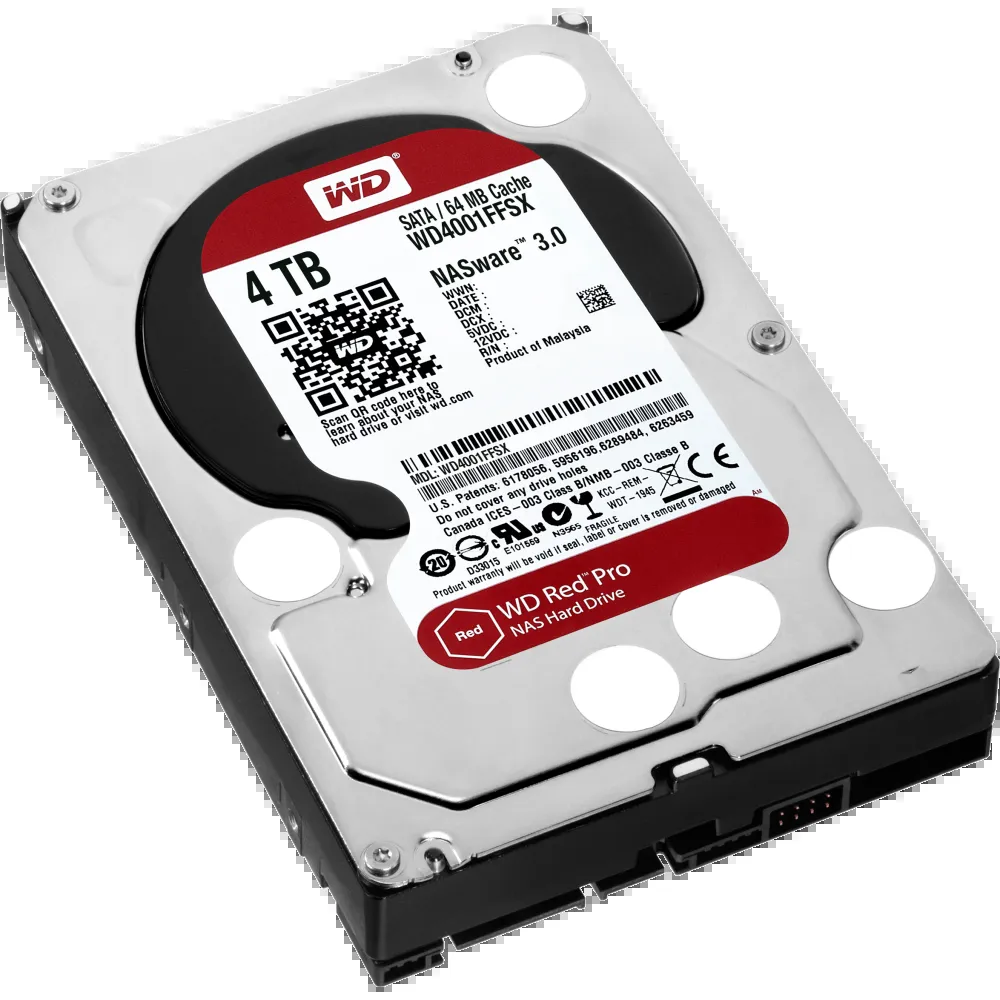 WD®
SATA / 64 MB Cache
WD4001FFSX
4 TB
NASware™ 3.0
WWN :
DATE :
DCM :
DCX :
5VDC :
12VDC :
R/N :
Product of Malaysia
WD
Scan QR code here to
learn about your NAS
hard drive or visit wd.com
MDL: WD4001FFSX
U.S. Patents: 6178056, 5956196,6289484, 6263459
Do not cover any drive holes
Canada ICES-003 Class B/NMB-003 Classe B
KCC-REM-
WDT-1945
20
D33015
E101559
N3565
FRAGILE
CE
Product warranty will be void if seal, label or cover is removed or damaged
Red
WD Red™ Pro
NAS Hard Drive